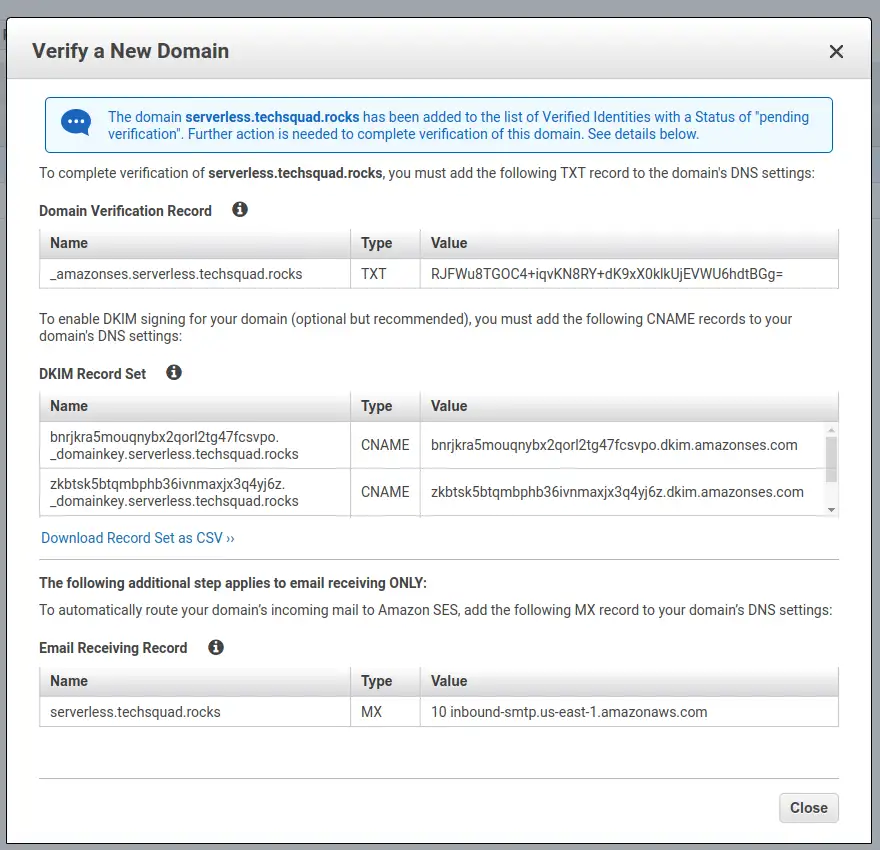 Verify a New Domain
The domain serverless.techsquad.rocks has been added to the list of Verified Identities with a Status of "pending
verification". Further action is needed to complete verification of this domain. See details below.
To complete verification of serverless.techsquad.rocks, you must add the following TXT record to the domain's DNS settings:
Domain Verification Record
Name Type Value
_amazonses.serverless.techsquad.rocks TXT RJFWu8TGOC4+iqvKN8RY+dK9xX0klkUjEVWU6hdtBGg=
To enable DKIM signing for your domain (optional but recommended), you must add the following CNAME records to your
domain's DNS settings:
DKIM Record Set
Name Type Value
bnrjkra5mouqnybx2qorl2tg47fcsvpo.
_domainkey.serverless.techsquad.rocks CNAME bnrjkra5mouqnybx2qorl2tg47fcsvpo.dkim.amazonses.com
zkbtsk5btqmbphb36ivnmaxjx3q4yj6z.
_domainkey.serverless.techsquad.rocks CNAME zkbtsk5btqmbphb36ivnmaxjx3q4yj6z.dkim.amazonses.com
Download Record Set as CSV ››
The following additional step applies to email receiving ONLY:
To automatically route your domain's incoming mail to Amazon SES, add the following MX record to your domain's DNS settings:
Email Receiving Record
Name Type Value
serverless.techsquad.rocks MX 10 inbound-smtp.us-east-1.amazonaws.com
Close